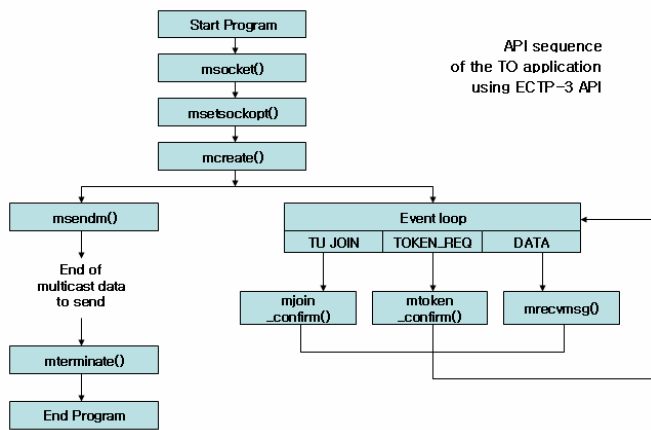 Start Program
API sequence
of the TO application
using ECTP-3 API
msocket()
msetsockopt()
mcreate()
msendm()
Event loop
TU JOIN
TOKEN_REQ
DATA
End of
multicast data
to send
mjoin
_confirm()
mtoken
_confirm()
mrecvmsg()
mterminate()
End Program